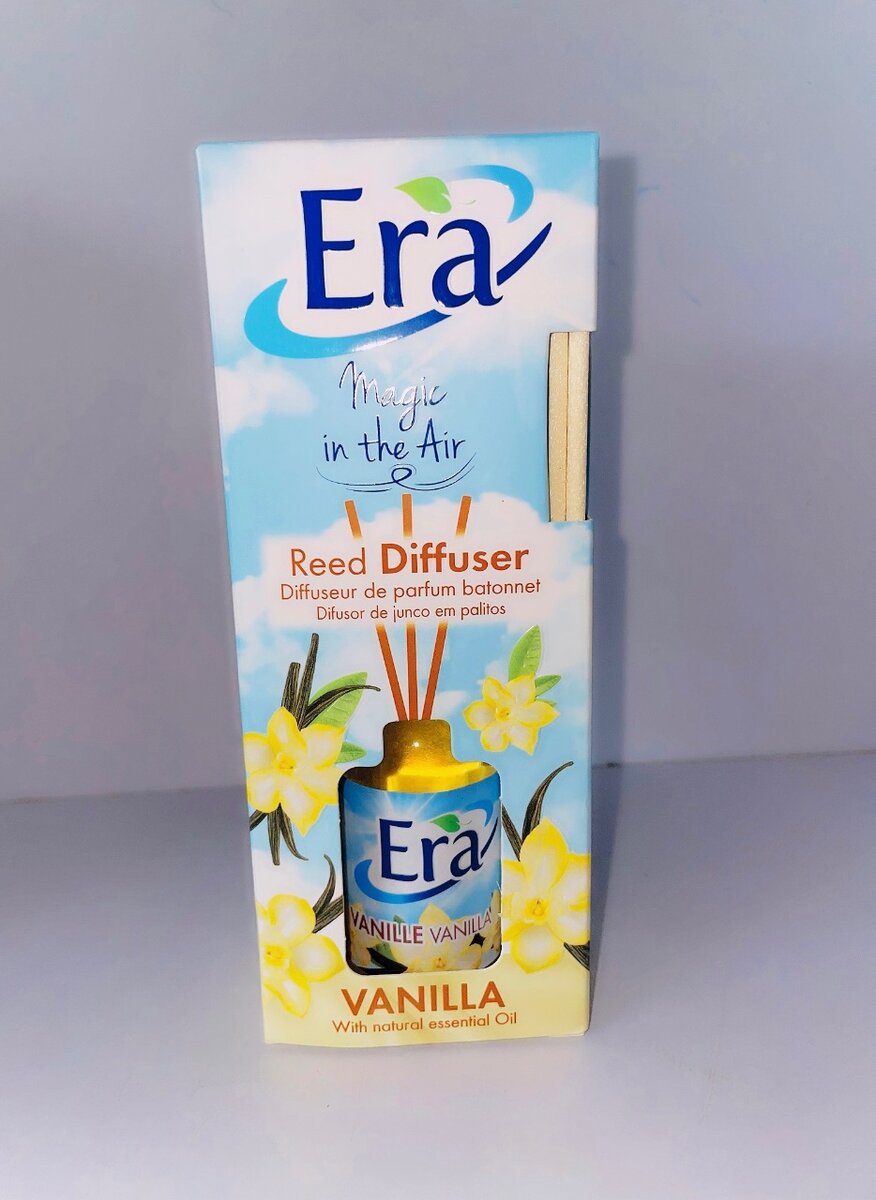 Era
Magic
in the Air
Reed Diffuser
Diffuseur de parfum batonnet
Difusor de junco em palitos
Era
VANILLE VANILLA
VANILLA
With natural essential Oil